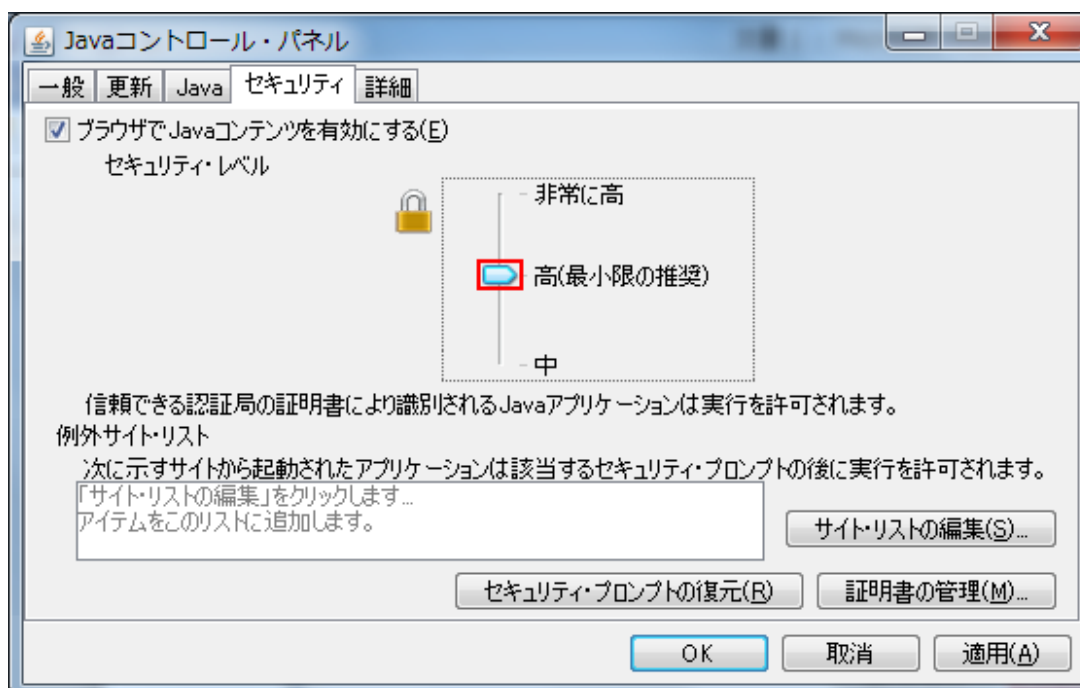 Javaコントロール・パネル
一般 更新 Java セキュリティ 詳細
ブラウザでJavaコンテンツを有効にする(E)
セキュリティ・レベル
非常に高
高(最小限の推奨)
中
信頼できる認証局の証明書により識別されるJavaアプリケーションは実行を許可されます。
例外サイト・リスト
次に示すサイトから起動されたアプリケーションは該当するセキュリティ・プロンプトの後に実行を許可されます。
「サイト・リストの編集」をクリックします...
アイテムをこのリストに追加します。
サイト・リストの編集(S)...
セキュリティ・プロンプトの復元(R) 証明書の管理(M)...
OK 取消 適用(A)